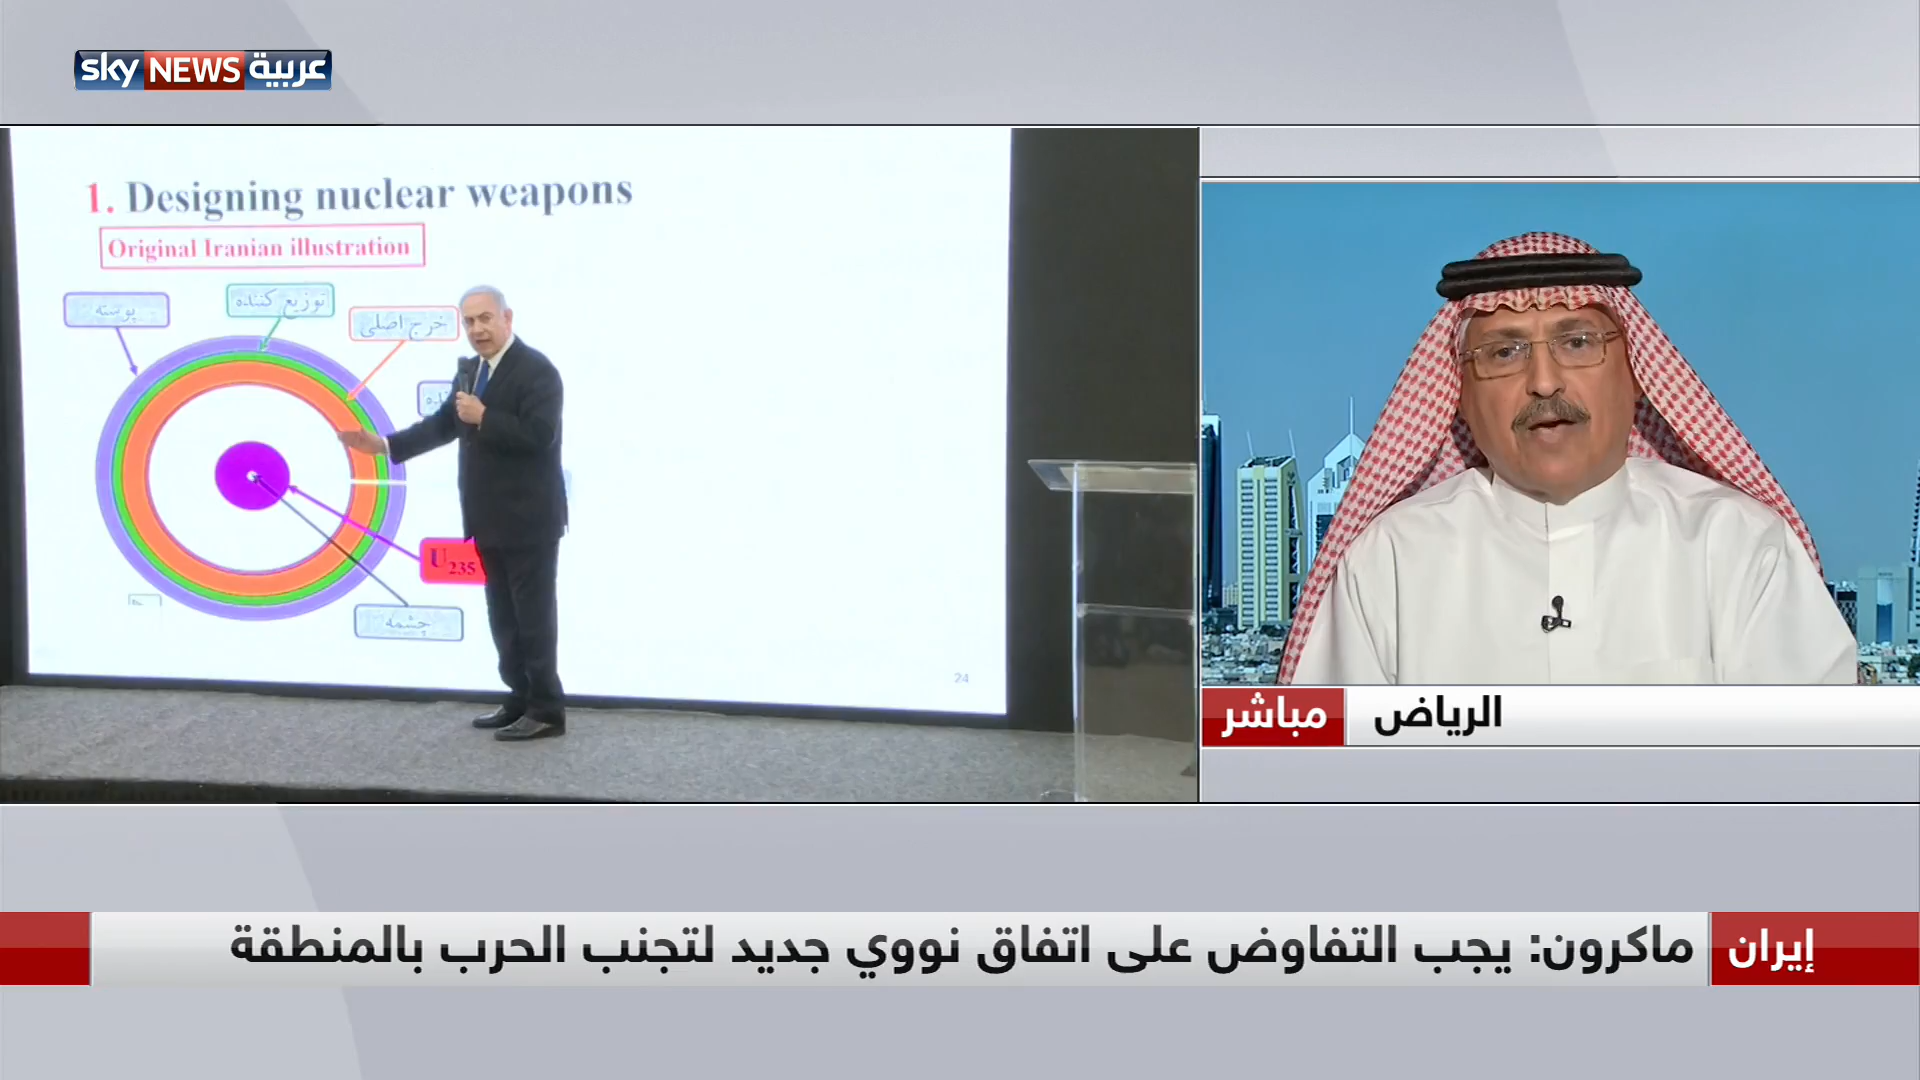 sky NEWS عربية
1. Designing nuclear weapons
Original Iranian illustration
پوسته
توزیع کننده
خرج اصلی
U235
چشمه
24
مباشر
الرياض
إيران
ماكرون: يجب التفاوض على اتفاق نووي جديد لتجنب الحرب بالمنطقة